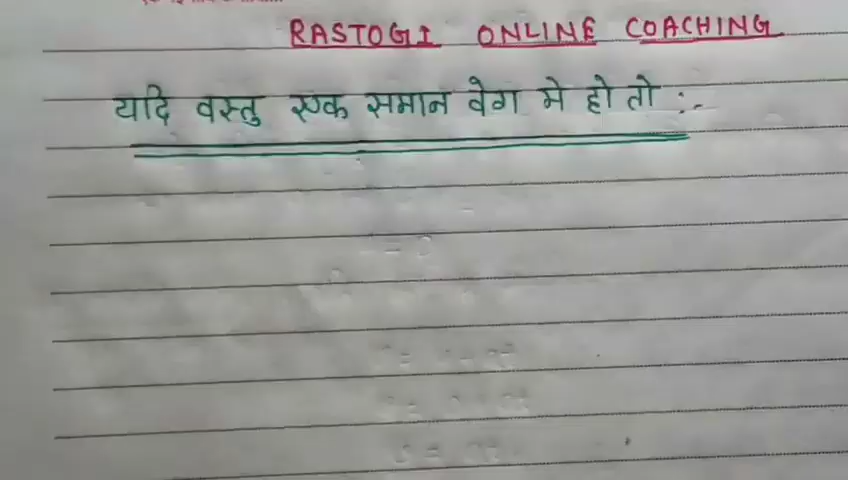 RASTOGI ONLINE COACHING
यदि वस्तु एक समान वेग मे हो तो :-